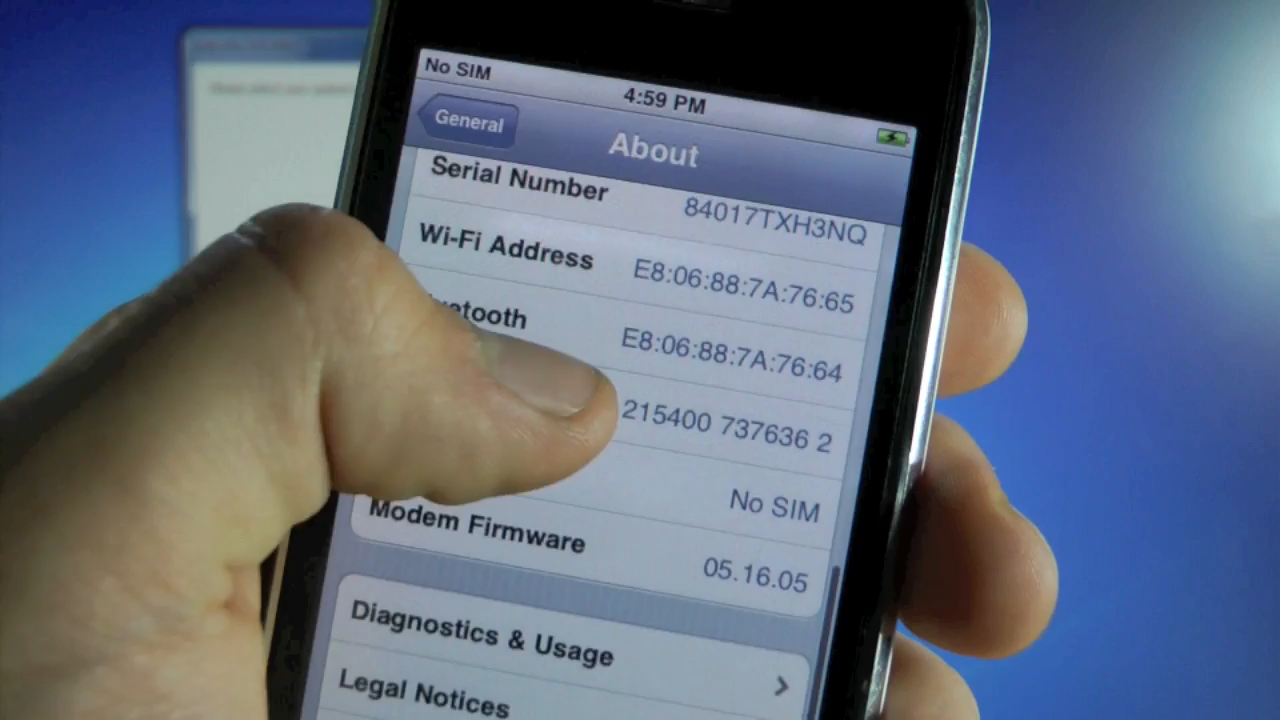 No SIM
4:59 PM
General
About
Serial Number 84017TXH3NQ
Wi-Fi Address E8:06:88:7A:76:65
etooth E8:06:88:7A:76:64
215400 737636 2
No SIM
Modem Firmware 05.16.05
Diagnostics & Usage
Legal Notices